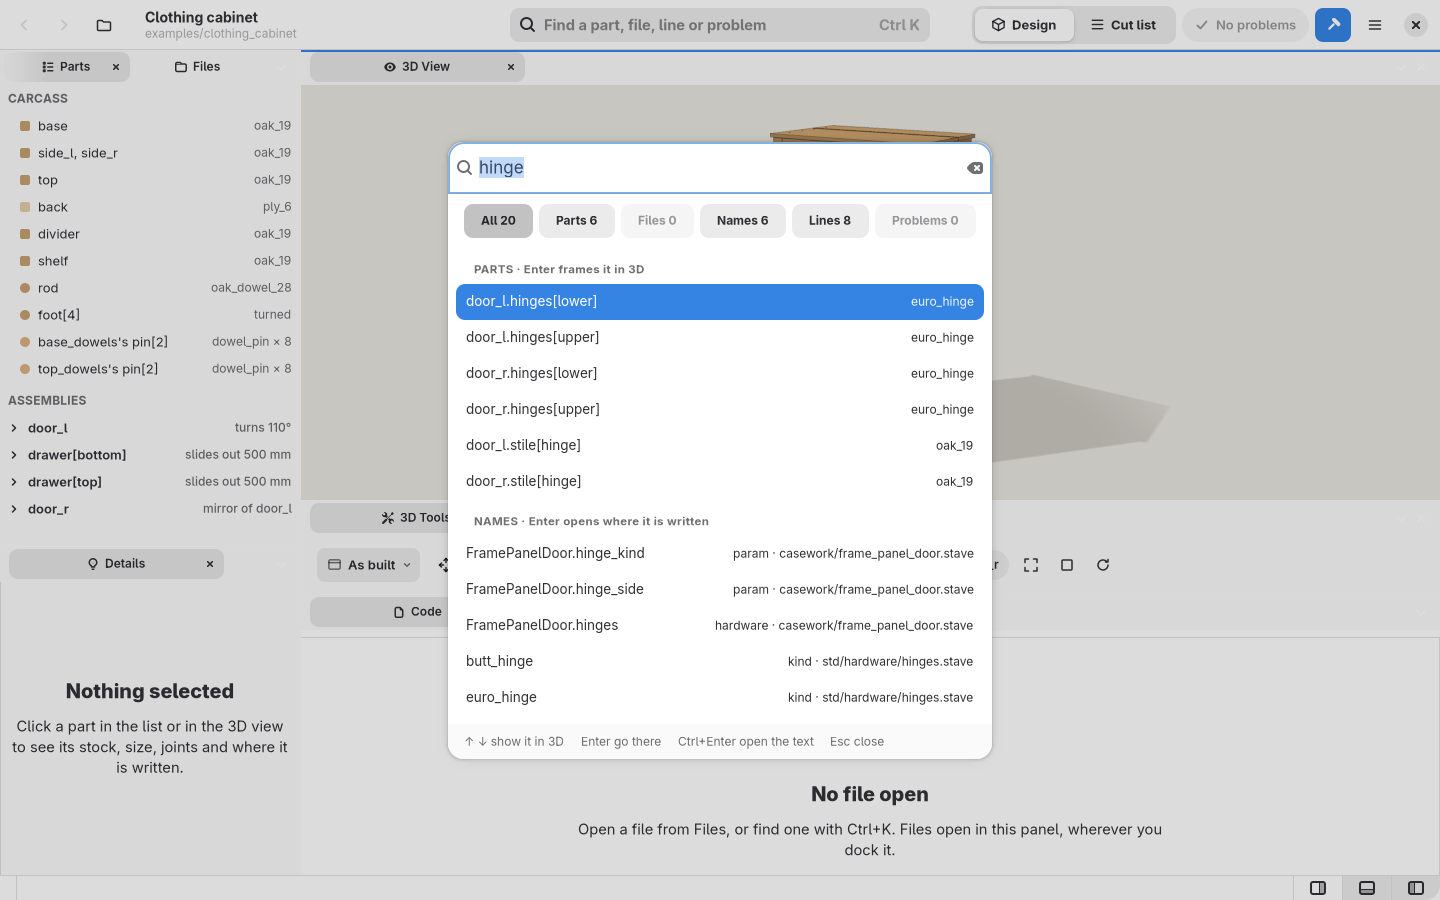 Clothing cabinet
examples/clothing_cabinet
Find a part, file, line or problem
Ctrl K
Design
Cut list
No problems
Parts
Files
3D View
CARCASS
base oak_19
side_l, side_r oak_19
top oak_19
back ply_6
divider oak_19
shelf oak_19
rod oak_dowel_28
foot[4] turned
base_dowels's pin[2] dowel_pin × 8
top_dowels's pin[2] dowel_pin × 8
ASSEMBLIES
door_l turns 110°
drawer[bottom] slides out 500 mm
drawer[top] slides out 500 mm
door_r mirror of door_l
Details
Nothing selected
Click a part in the list or in the 3D view
to see its stock, size, joints and where it
is written.
hinge
All 20
Parts 6
Files 0
Names 6
Lines 8
Problems 0
PARTS · Enter frames it in 3D
door_l.hinges[lower] euro_hinge
door_l.hinges[upper] euro_hinge
door_r.hinges[lower] euro_hinge
door_r.hinges[upper] euro_hinge
door_l.stile[hinge] oak_19
door_r.stile[hinge] oak_19
NAMES · Enter opens where it is written
FramePanelDoor.hinge_kind param · casework/frame_panel_door.stave
FramePanelDoor.hinge_side param · casework/frame_panel_door.stave
FramePanelDoor.hinges hardware · casework/frame_panel_door.stave
butt_hinge kind · std/hardware/hinges.stave
euro_hinge kind · std/hardware/hinges.stave
↑ ↓ show it in 3D
Enter go there
Ctrl+Enter open the text
Esc close
3D Tools
As built
Code
No file open
Open a file from Files, or find one with Ctrl+K. Files open in this panel, wherever you
dock it.